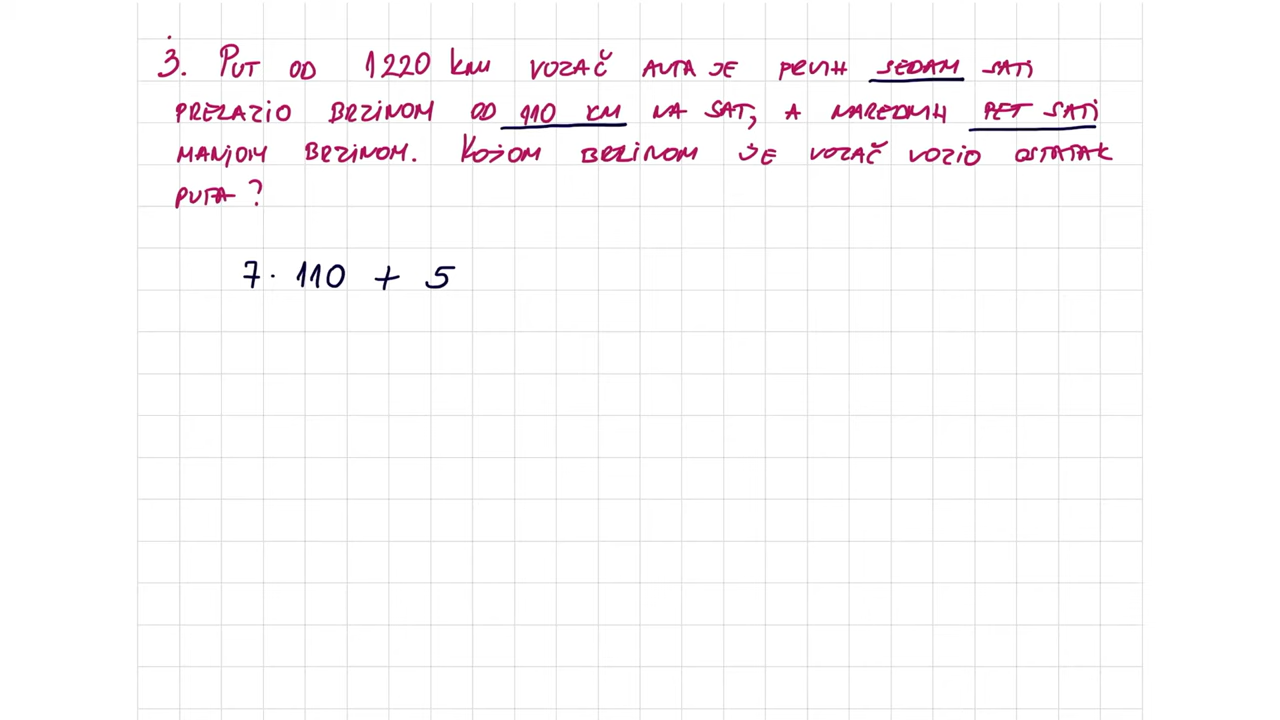 3. PUT OD 1220 km VOZAČ AUTA JE PRVIH SEDAM SATI
PRELAZIO BRZINOM OD 110 KM NA SAT, A NAREDNIH PET SATI
MANJOM BRZINOM. KOJOM BRZINOM JE VOZAČ VOZIO OSTATAK
PUTA?
7 · 110 + 5